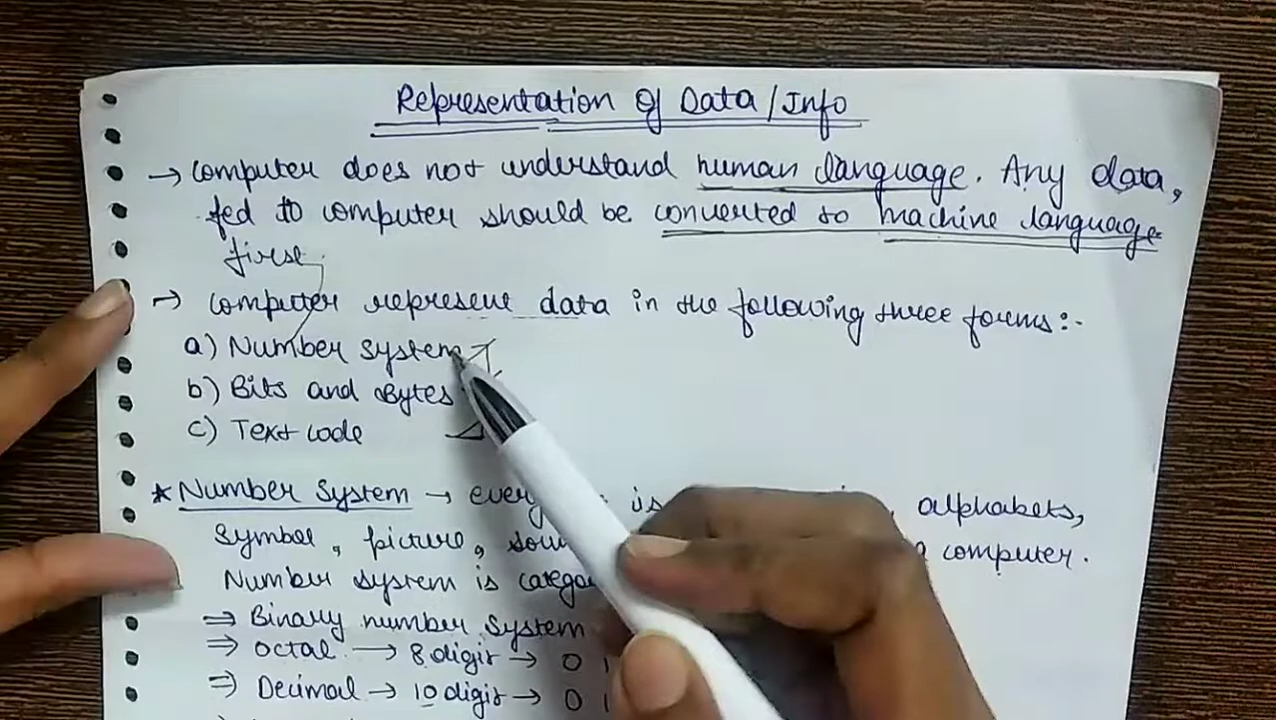 Representation of Data/Info
→ Computer does not understand human language. Any data,
fed to computer should be converted to machine language
first.
→ Computer represent data in the following three forms:-
a) Number System
b) Bits and Bytes
c) Text code
* Number System → is alphabets,
Symbol, picture, computer.
Number system is
⇒ Binary number system
⇒ Octal → 8 digit → 0 1
⇒ Decimal → 10 digit → 0 1